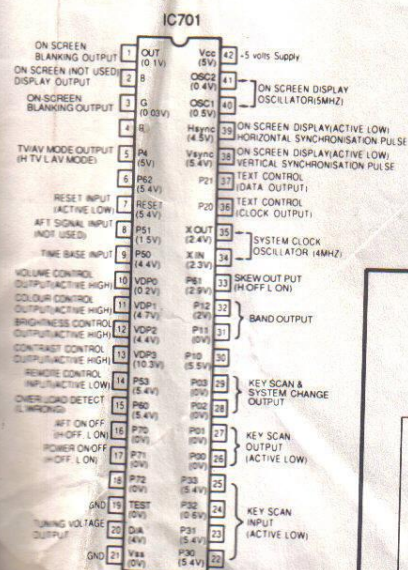 IC701
ON SCREEN
BLANKING OUTPUT
1
OUT
(0.1V)
ON SCREEN (NOT USED)
DISPLAY OUTPUT
2
B
ON-SCREEN
BLANKING OUTPUT
3
G
(0.03V)
4
R
TV/AV MODE OUTPUT
(H TV L AV MODE)
5
P4
(5V)
6
P62
(5.4V)
RESET INPUT
(ACTIVE LOW)
7
RESET
(5.4V)
AFT SIGNAL INPUT
(NOT USED)
8
P51
(1.5V)
TIME BASE INPUT
9
P50
(4.4V)
VOLUME CONTROL
OUTPUT(ACTIVE HIGH)
10
VDP0
(0.2V)
COLOUR CONTROL
OUTPUT(ACTIVE HIGH)
11
VDP1
(4.7V)
BRIGHTNESS CONTROL
OUTPUT(ACTIVE HIGH)
12
VDP2
(4.4V)
CONTRAST CONTROL
OUTPUT(ACTIVE HIGH)
13
VDP3
(10.3V)
REMOTE CONTROL
INPUT(ACTIVE LOW)
14
P53
(5.4V)
OVER LOAD DETECT
(L WRONG)
15
P60
(5.4V)
AFT ON OFF
(H-OFF, L ON)
16
P70
(0V)
POWER ON-OFF
(H-OFF, L ON)
17
P71
(0V)
18
P72
(0V)
GND
19
TEST
(0V)
TUNING VOLTAGE
OUTPUT
20
D/A
(4V)
GND
21
Vss
(0V)
Vcc
(5V)
42
-5 volts Supply
OSC2
(0.4V)
41
OSC1
(0.5V)
40
ON SCREEN DISPLAY
OSCILLATOR(5MHZ)
Hsync
(4.5V)
39
ON SCREEN DISPLAY(ACTIVE LOW)
HORIZONTAL SYNCHRONISATION PULSE
Vsync
(5.4V)
38
ON SCREEN DISPLAY(ACTIVE LOW)
VERTICAL SYNCHRONISATION PULSE
P21
37
TEXT CONTROL
(DATA OUTPUT)
P20
36
TEXT CONTROL
(CLOCK OUTPUT)
X OUT
(2.4V)
35
X IN
(2.3V)
34
SYSTEM CLOCK
OSCILLATOR (4MHZ)
(2.9V)
33
SKEW OUT PUT
(H OFF L ON)
P12
(2V)
32
P11
(0V)
31
BAND OUTPUT
P10
(5.5V)
30
P03
(0V)
29
P02
(0V)
28
KEY SCAN &
SYSTEM CHANGE
OUTPUT
P01
(0V)
27
P00
(0V)
26
KEY SCAN
OUTPUT
(ACTIVE LOW)
P33
(5.4V)
25
P32
(0.6V)
24
P31
(5.4V)
23
P30
(5.4V)
22
KEY SCAN
INPUT
(ACTIVE LOW)